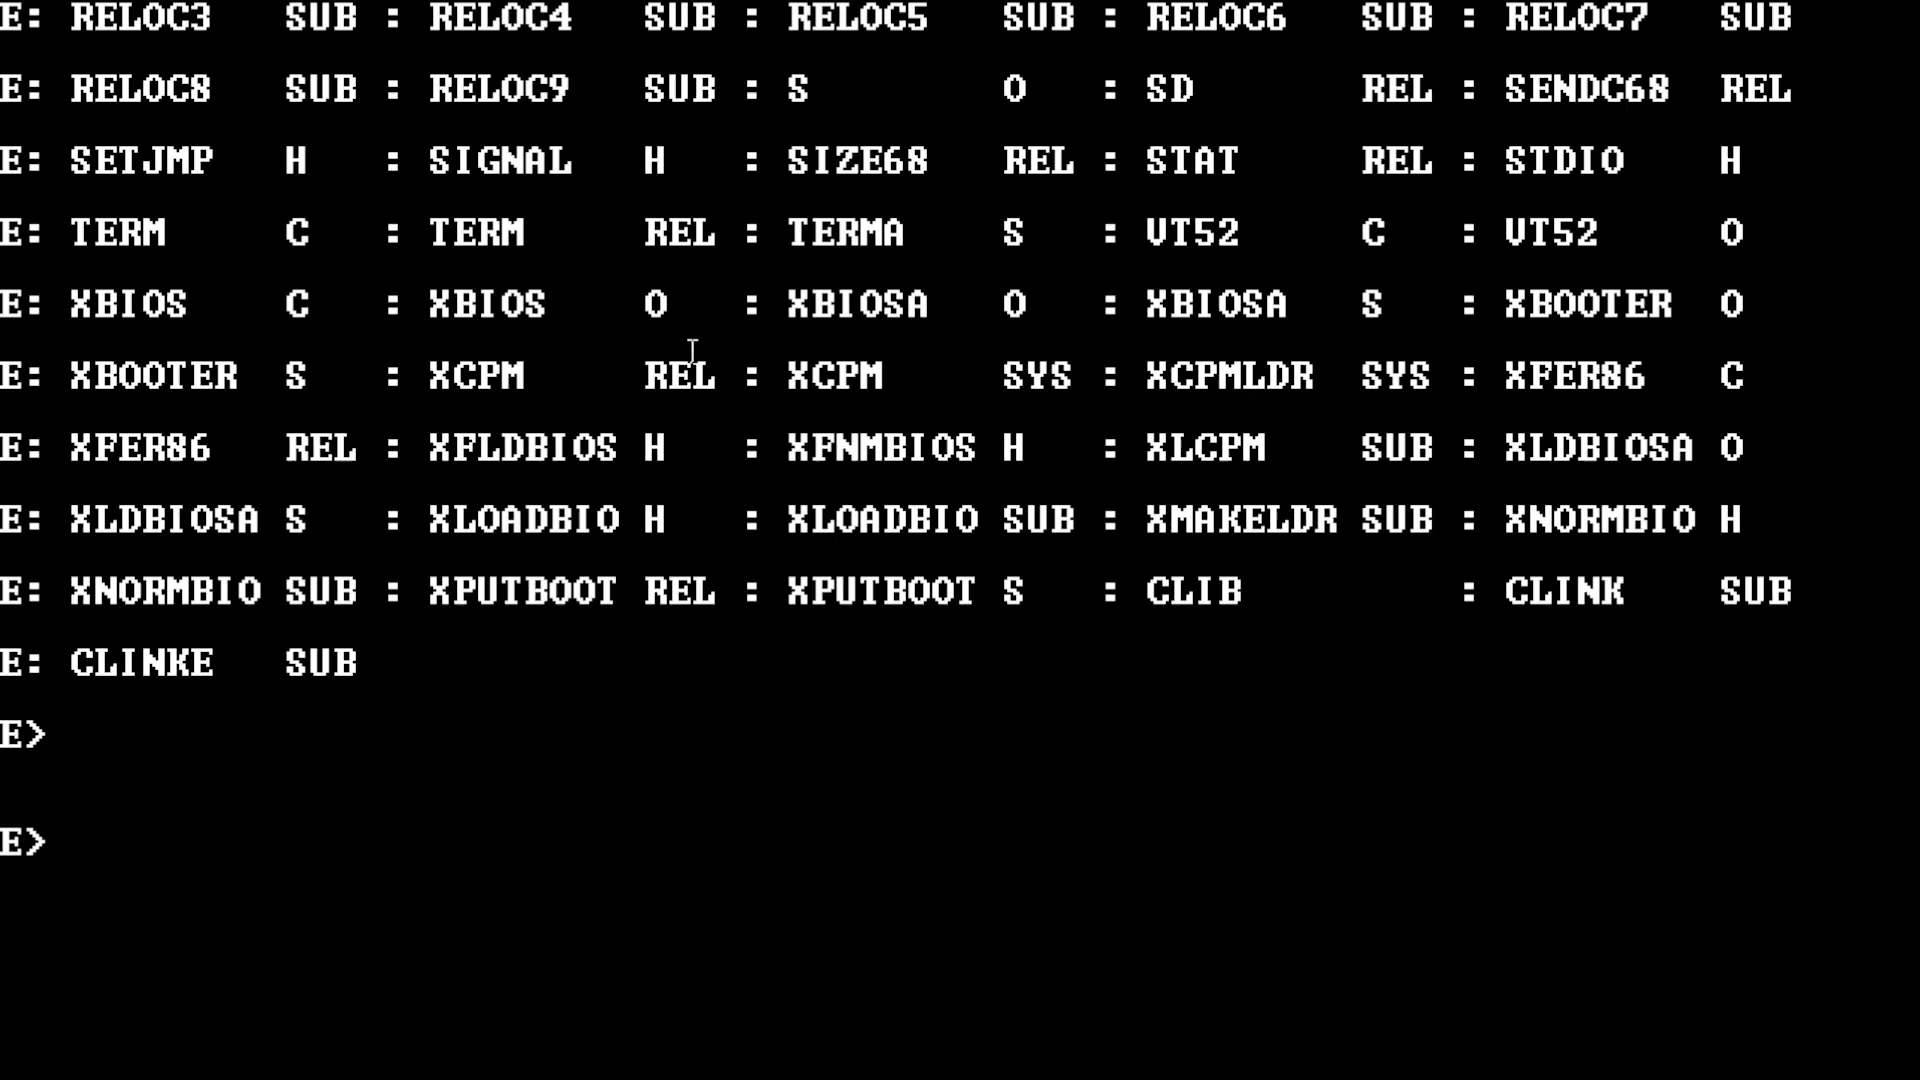 E: RELOC3   SUB : RELOC4   SUB : RELOC5   SUB : RELOC6   SUB : RELOC7   SUB
E: RELOC8   SUB : RELOC9   SUB : S        O   : SD       REL : SENDC68  REL
E: SETJMP   H   : SIGNAL   H   : SIZE68   REL : STAT     REL : STDIO    H
E: TERM     C   : TERM     REL : TERMA    S   : VT52     C   : VT52     O
E: XBIOS    C   : XBIOS    O   : XBIOSA   O   : XBIOSA   S   : XBOOTER  O
E: XBOOTER  S   : XCPM     REL : XCPM     SYS : XCPMLDR  SYS : XFER86   C
E: XFER86   REL : XFLDBIOS H   : XFNMBIOS H   : XLCPM    SUB : XLDBIOSA O
E: XLDBIOSA S   : XLOADBIO H   : XLOADBIO SUB : XMAKELDR SUB : XNORMBIO H
E: XNORMBIO SUB : XPUTBOOT REL : XPUTBOOT S   : CLIB         : CLINK    SUB
E: CLINKE   SUB
E>
E>